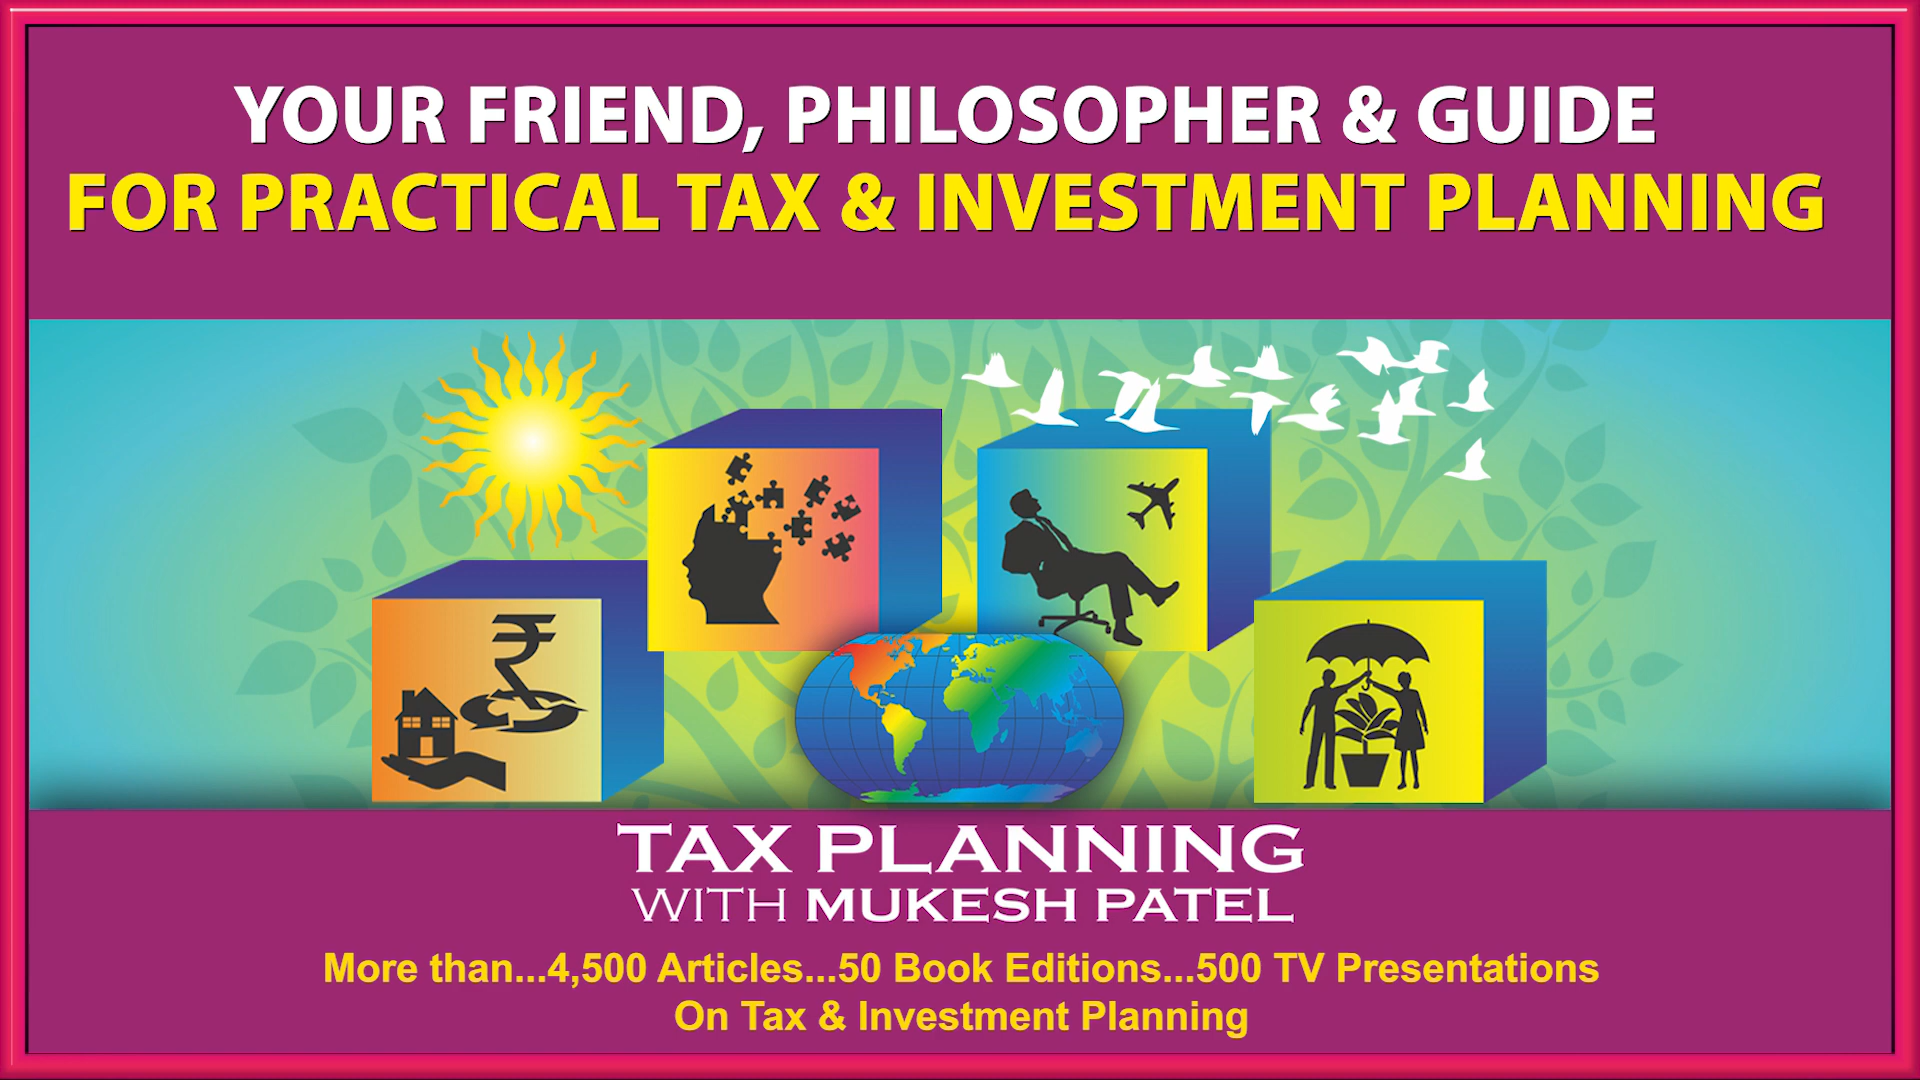 YOUR FRIEND, PHILOSOPHER & GUIDE
FOR PRACTICAL TAX & INVESTMENT PLANNING
₹
TAX PLANNING
WITH MUKESH PATEL
More than...4,500 Articles...50 Book Editions...500 TV Presentations
On Tax & Investment Planning